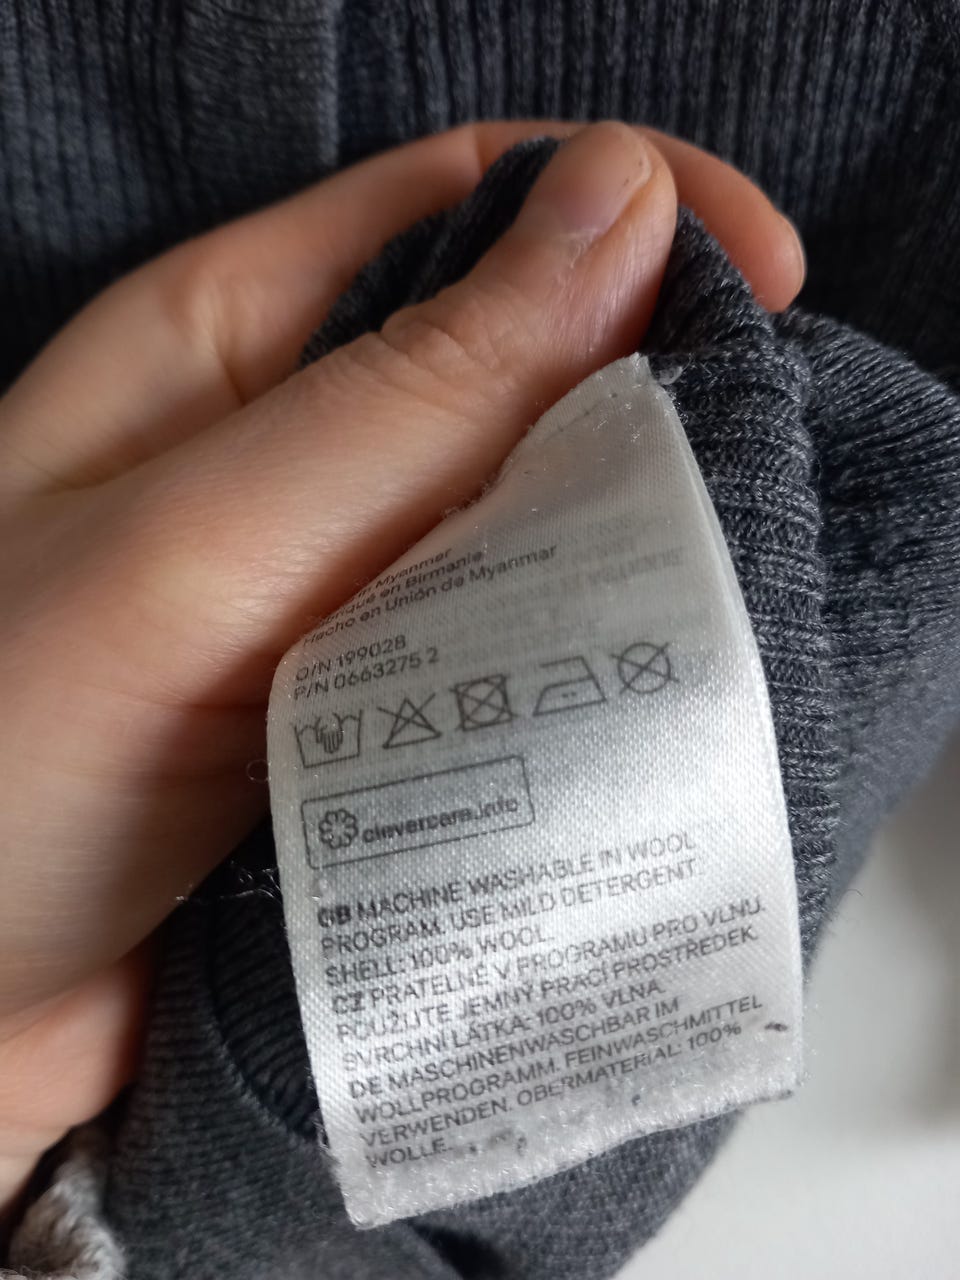 in Myanmar
en Birmanie
Hecho en Unión de Myanmar
O/N 199028
P/N 0663275 2
clevercare.info
GB MACHINE WASHABLE IN WOOL
PROGRAM. USE MILD DETERGENT.
SHELL: 100% WOOL
CZ PRATELNÉ V PROGRAMU PRO VLNU.
POUŽIJTE JEMNÝ PRACÍ PROSTŘEDEK.
SVRCHNÍ LÁTKA: 100% VLNA
DE MASCHINENWASCHBAR IM
WOLLPROGRAMM. FEINWASCHMITTEL
VERWENDEN. OBERMATERIAL: 100%
WOLLE